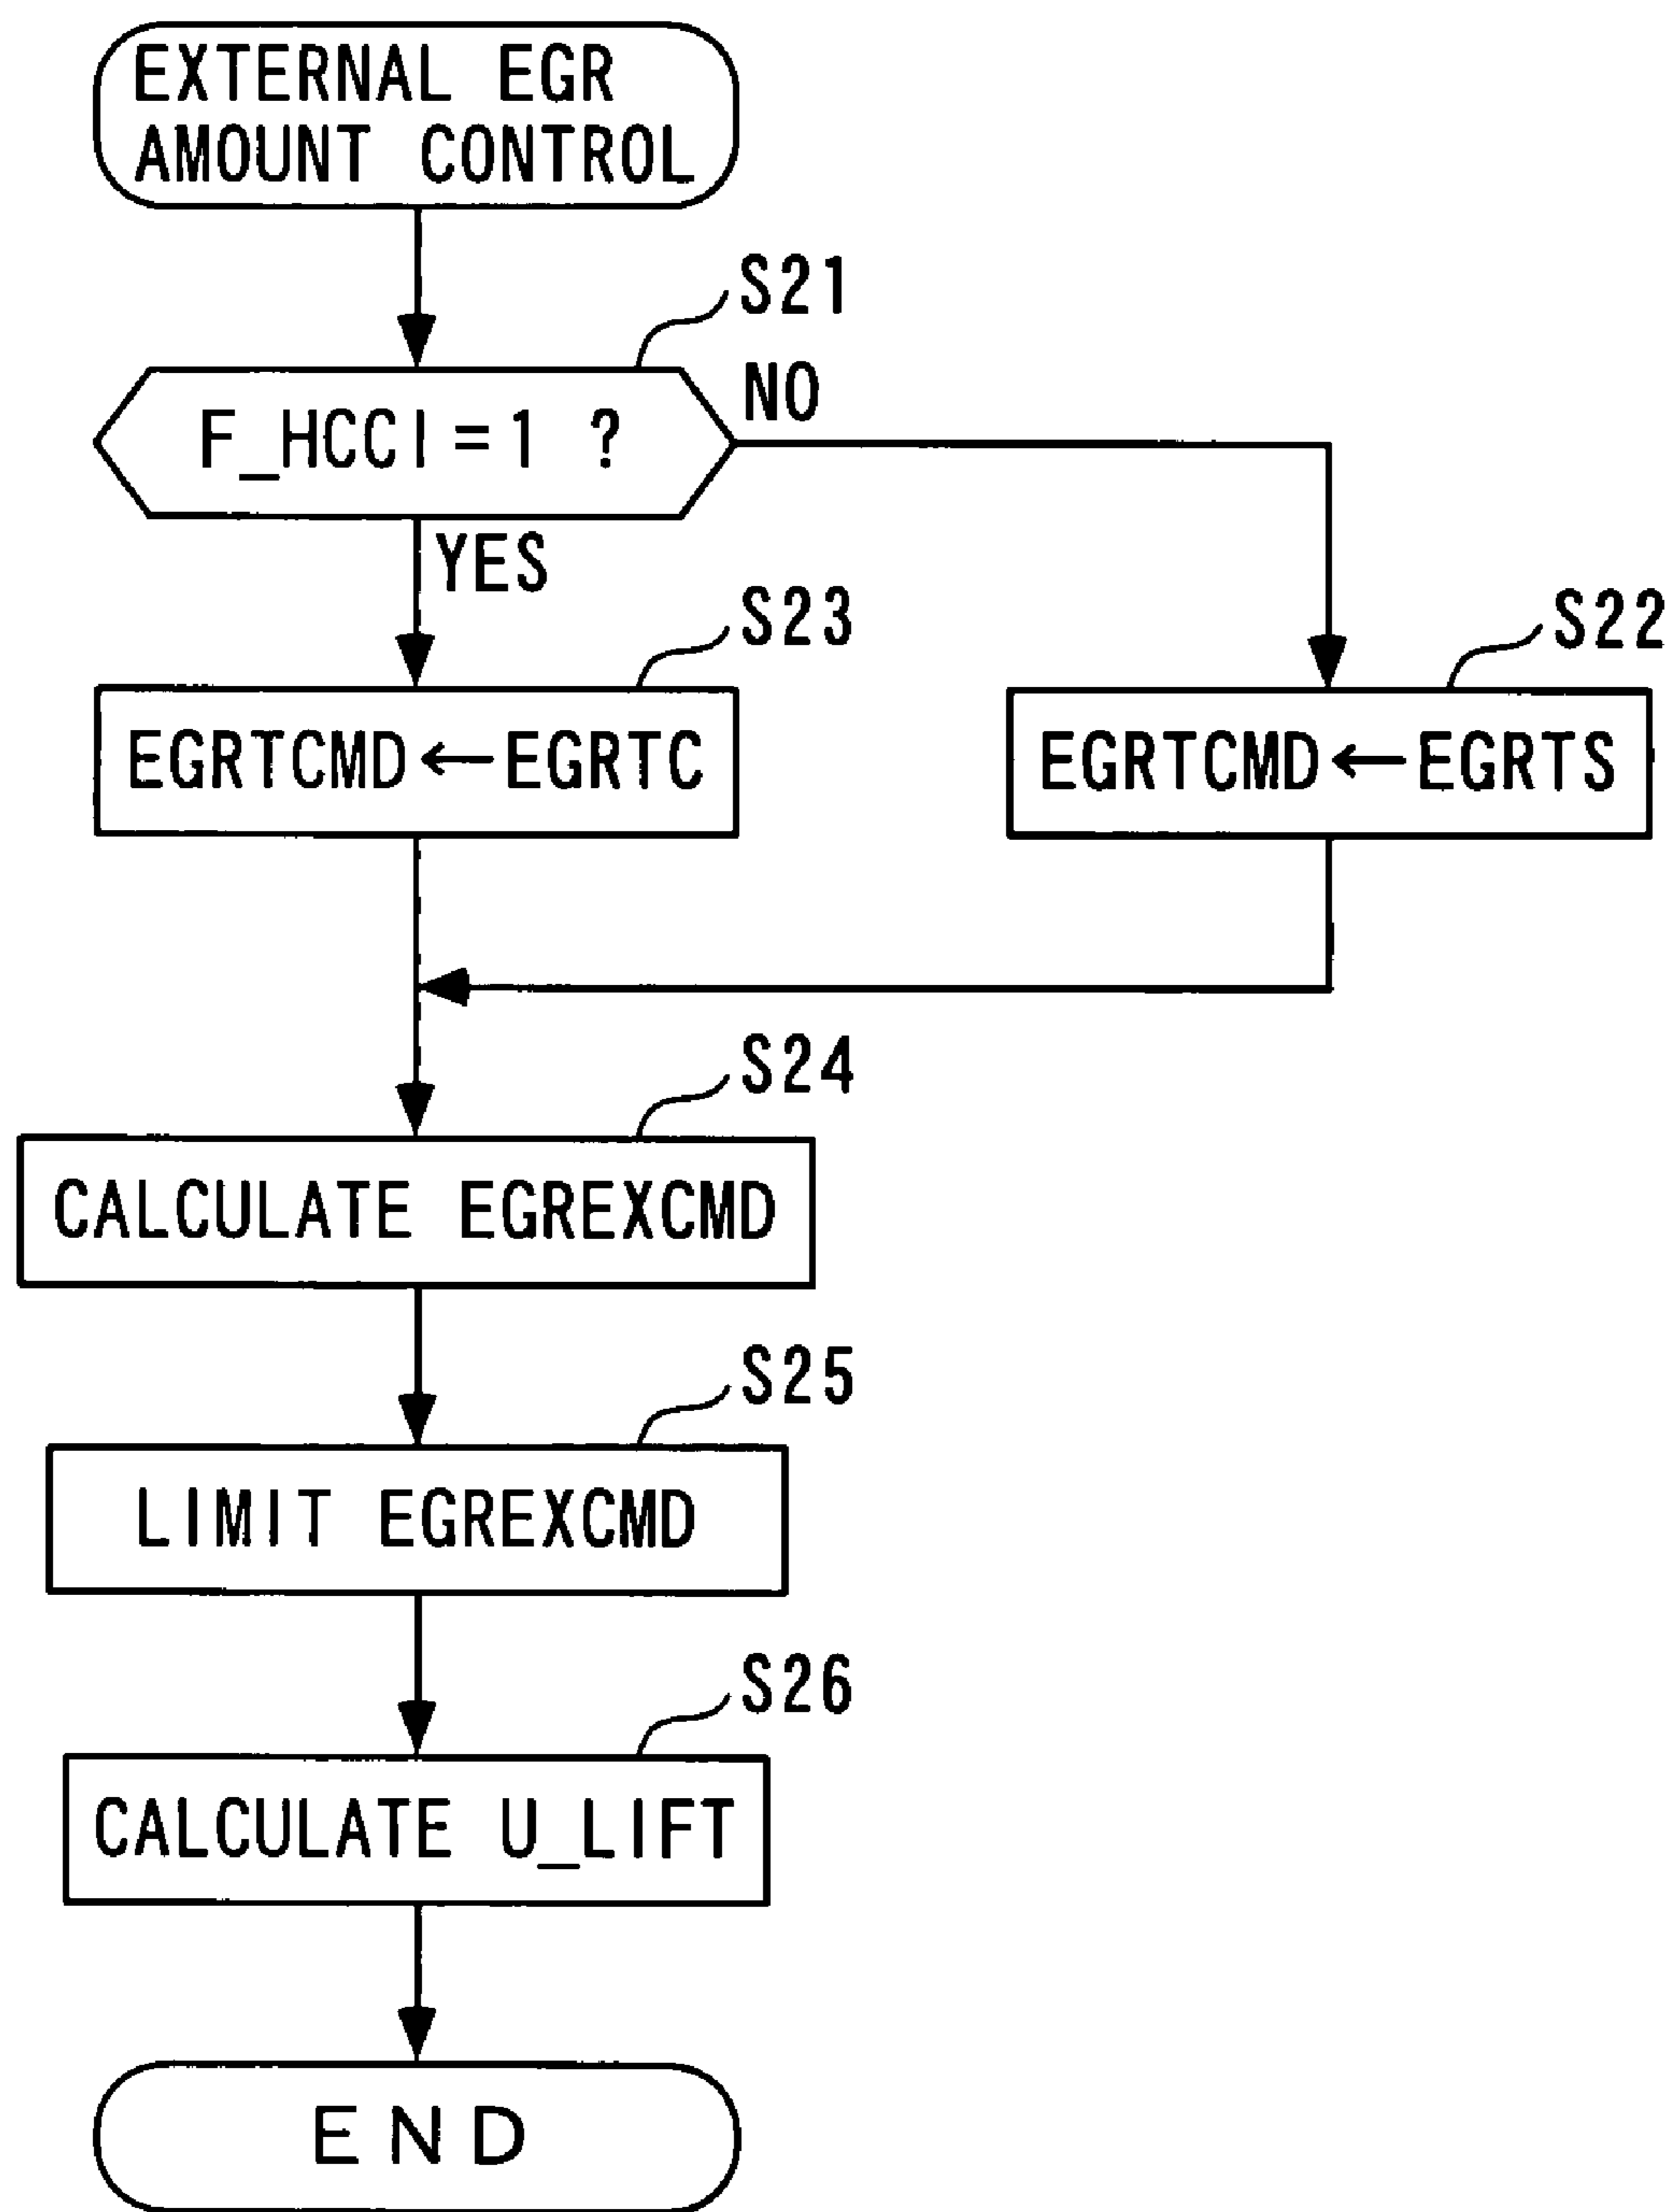 EXTERNAL EGR
AMOUNT CONTROL
S21
F_HCCI=1 ?
NO
YES
S23
S22
EGRTCMD←EGRTC
EGRTCMD←EGRTS
S24
CALCULATE EGREXCMD
S25
LIMIT EGREXCMD
S26
CALCULATE U_LIFT
END